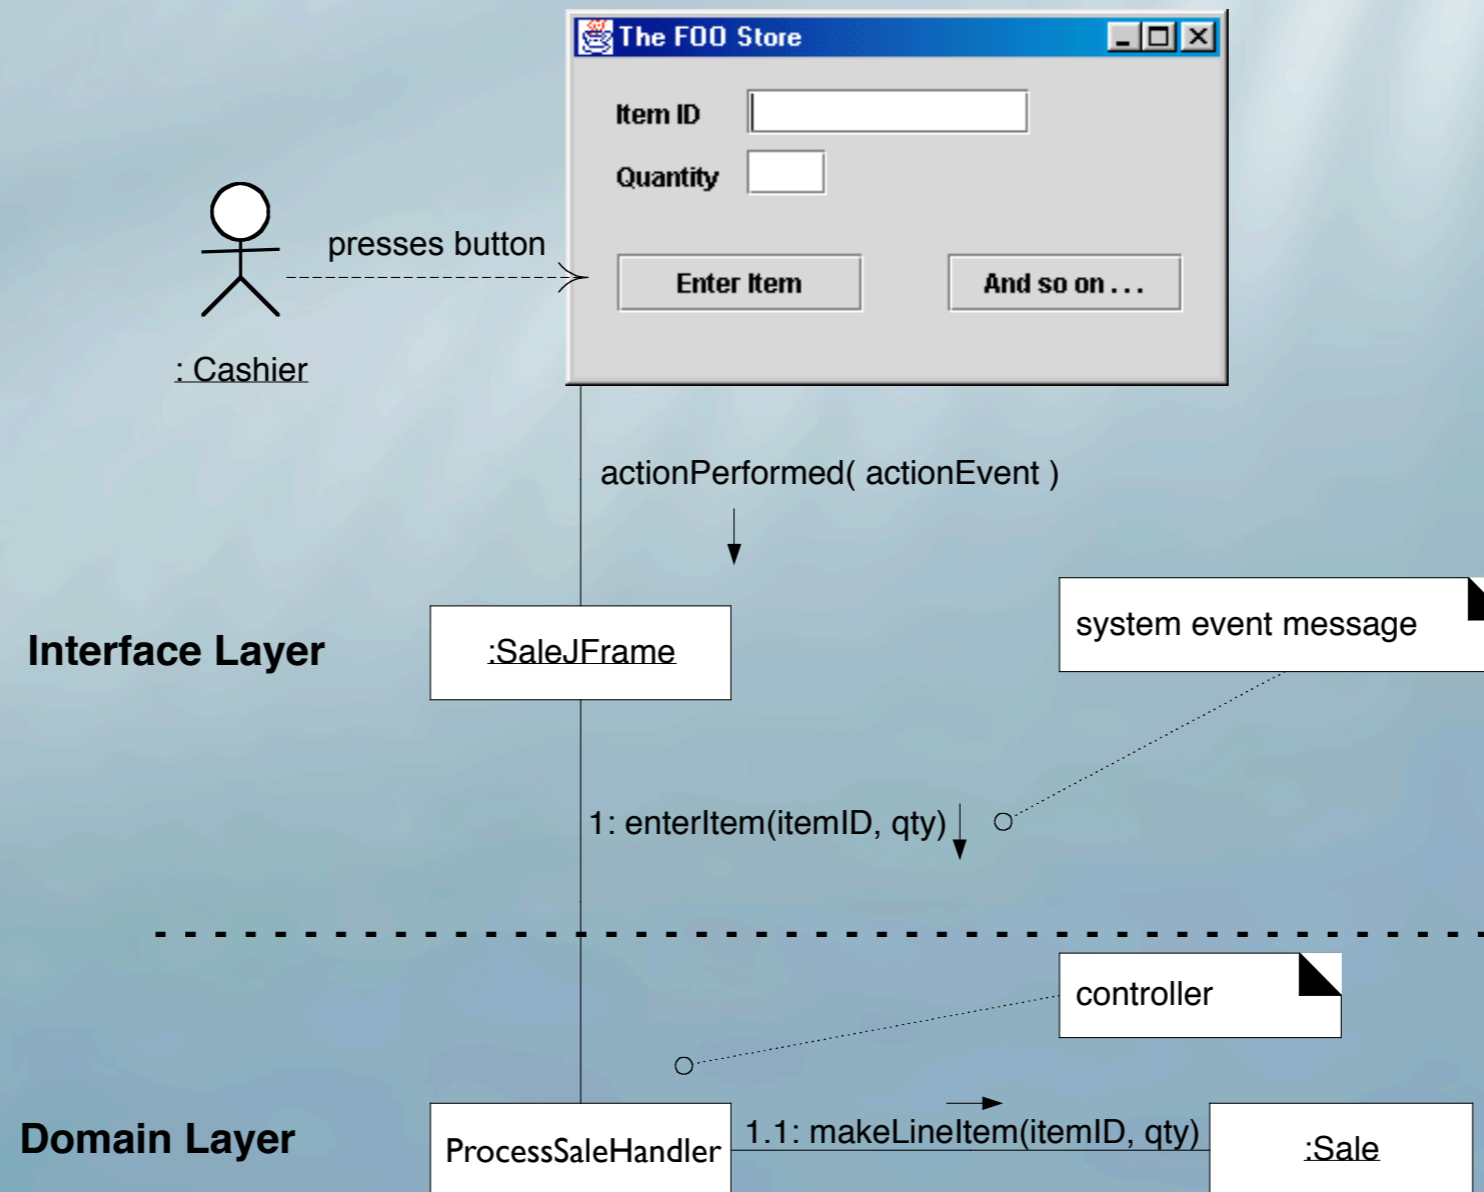 The FOO Store
Item ID
Quantity
presses button
Enter Item
And so on . . .
: Cashier
actionPerformed( actionEvent )
system event message
Interface Layer
:SaleJFrame
1: enterItem(itemID, qty)
controller
Domain Layer
ProcessSaleHandler
1.1: makeLineItem(itemID, qty)
:Sale